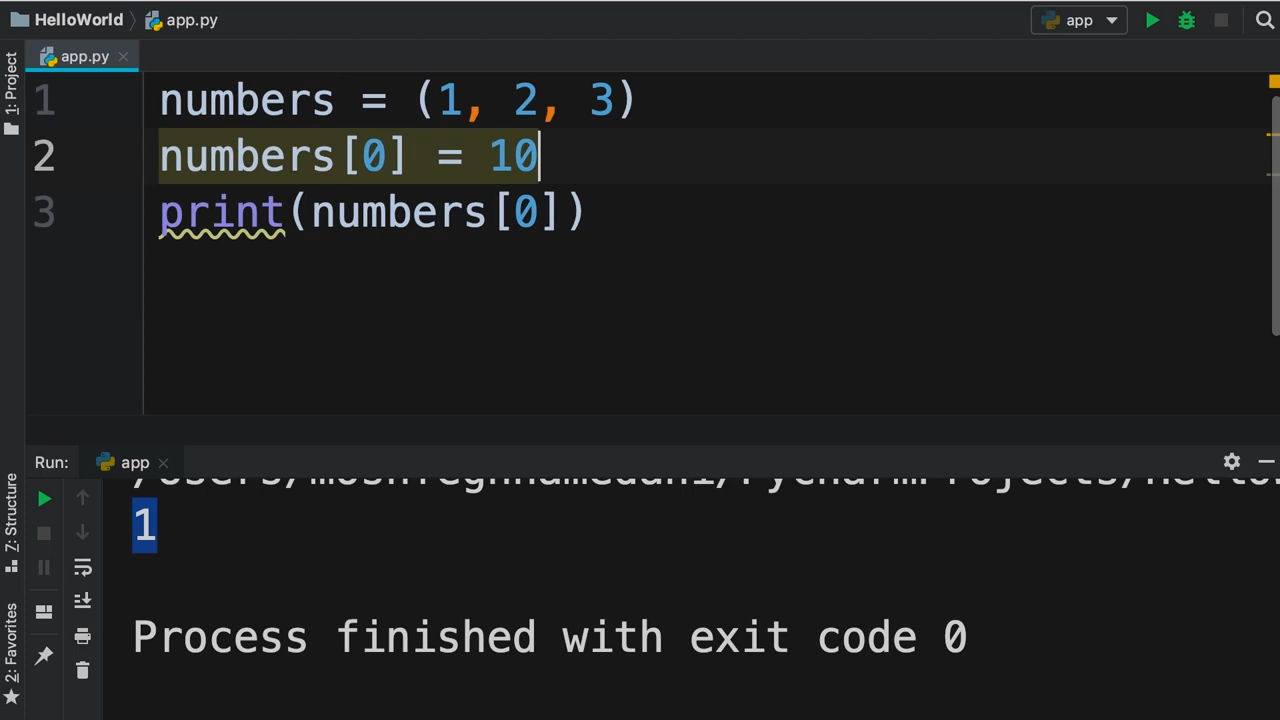 HelloWorld app.py app
app.py
1: Project
1 numbers = (1, 2, 3)
2 numbers[0] = 10
3 print(numbers[0])
Run: app
1
Process finished with exit code 0
7: Structure
2: Favorites